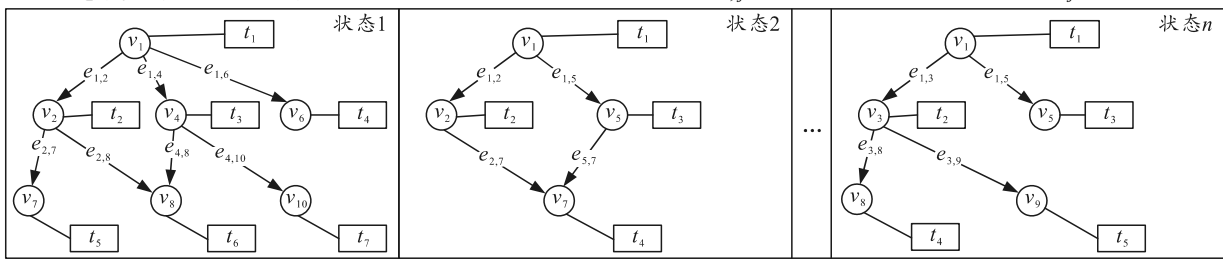 状态1
v1 t1
e1,2 e1,4 e1,6
v2 t2 v4 t3 v6 t4
e2,7 e2,8 e4,8 e4,10
v7 v8 v10
t5 t6 t7
状态2
v1 t1
e1,2 e1,5
v2 t2 v5 t3
e2,7 e5,7
v7
t4
...
状态n
v1 t1
e1,3 e1,5
v3 t2 v5 t3
e3,8 e3,9
v8 v9
t4 t5